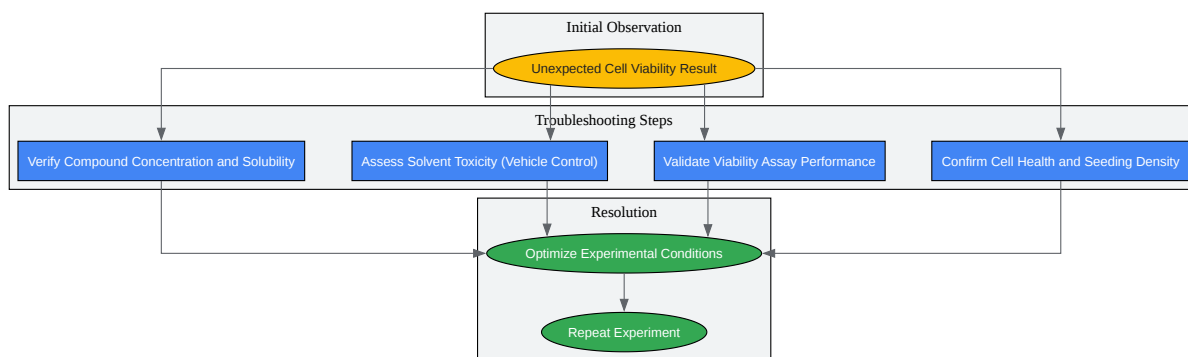 Initial Observation
Unexpected Cell Viability Result
Troubleshooting Steps
Verify Compound Concentration and Solubility
Assess Solvent Toxicity (Vehicle Control)
Validate Viability Assay Performance
Confirm Cell Health and Seeding Density
Resolution
Optimize Experimental Conditions
Repeat Experiment